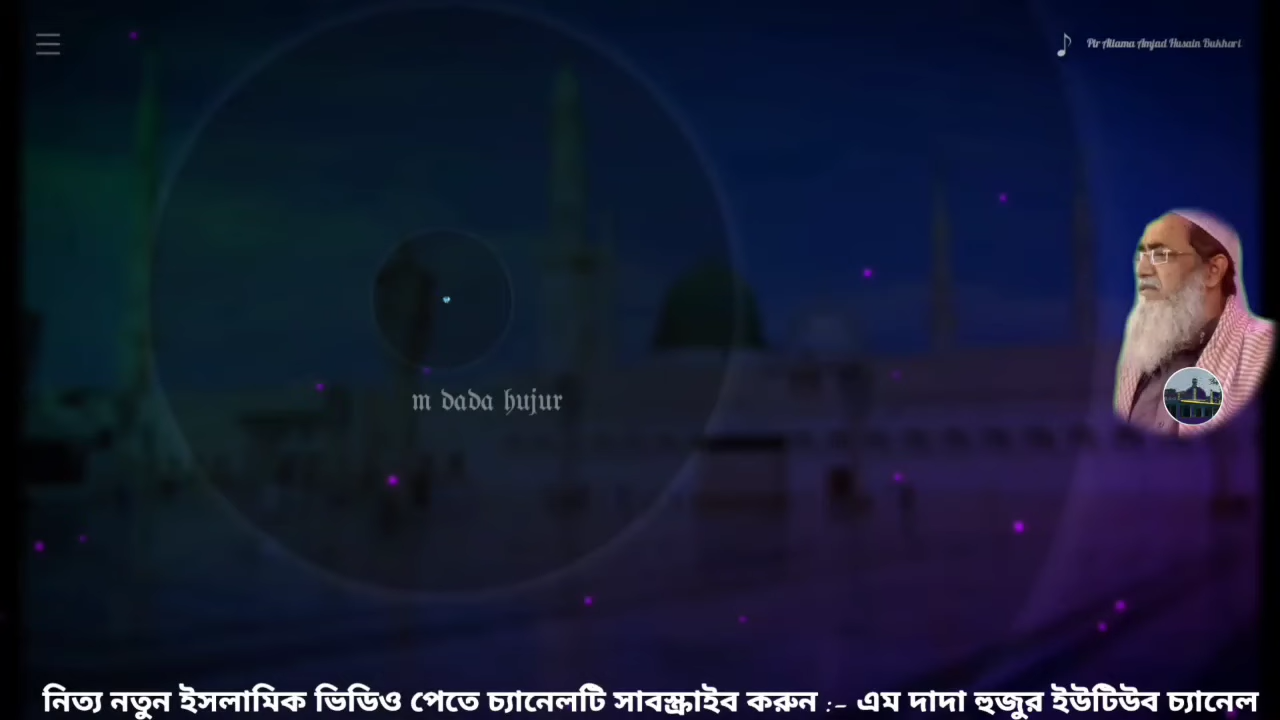 Pir Allama Amjad Husain Bukhari
m dada hujur
নিত্য নতুন ইসলামিক ভিডিও পেতে চ্যানেলটি সাবস্ক্রাইব করুন :- এম দাদা হুজুর ইউটিউব চ্যানেল